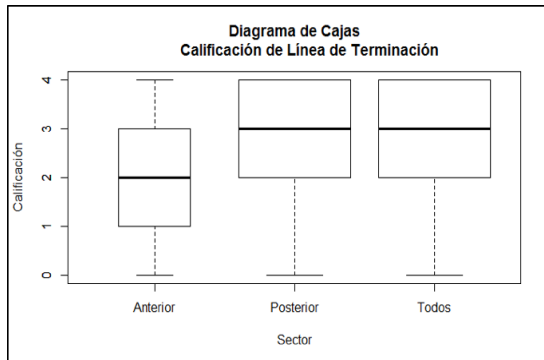 Diagrama de Cajas
Calificación de Línea de Terminación
Calificación
4
3
2
1
0
Anterior Posterior Todos
Sector